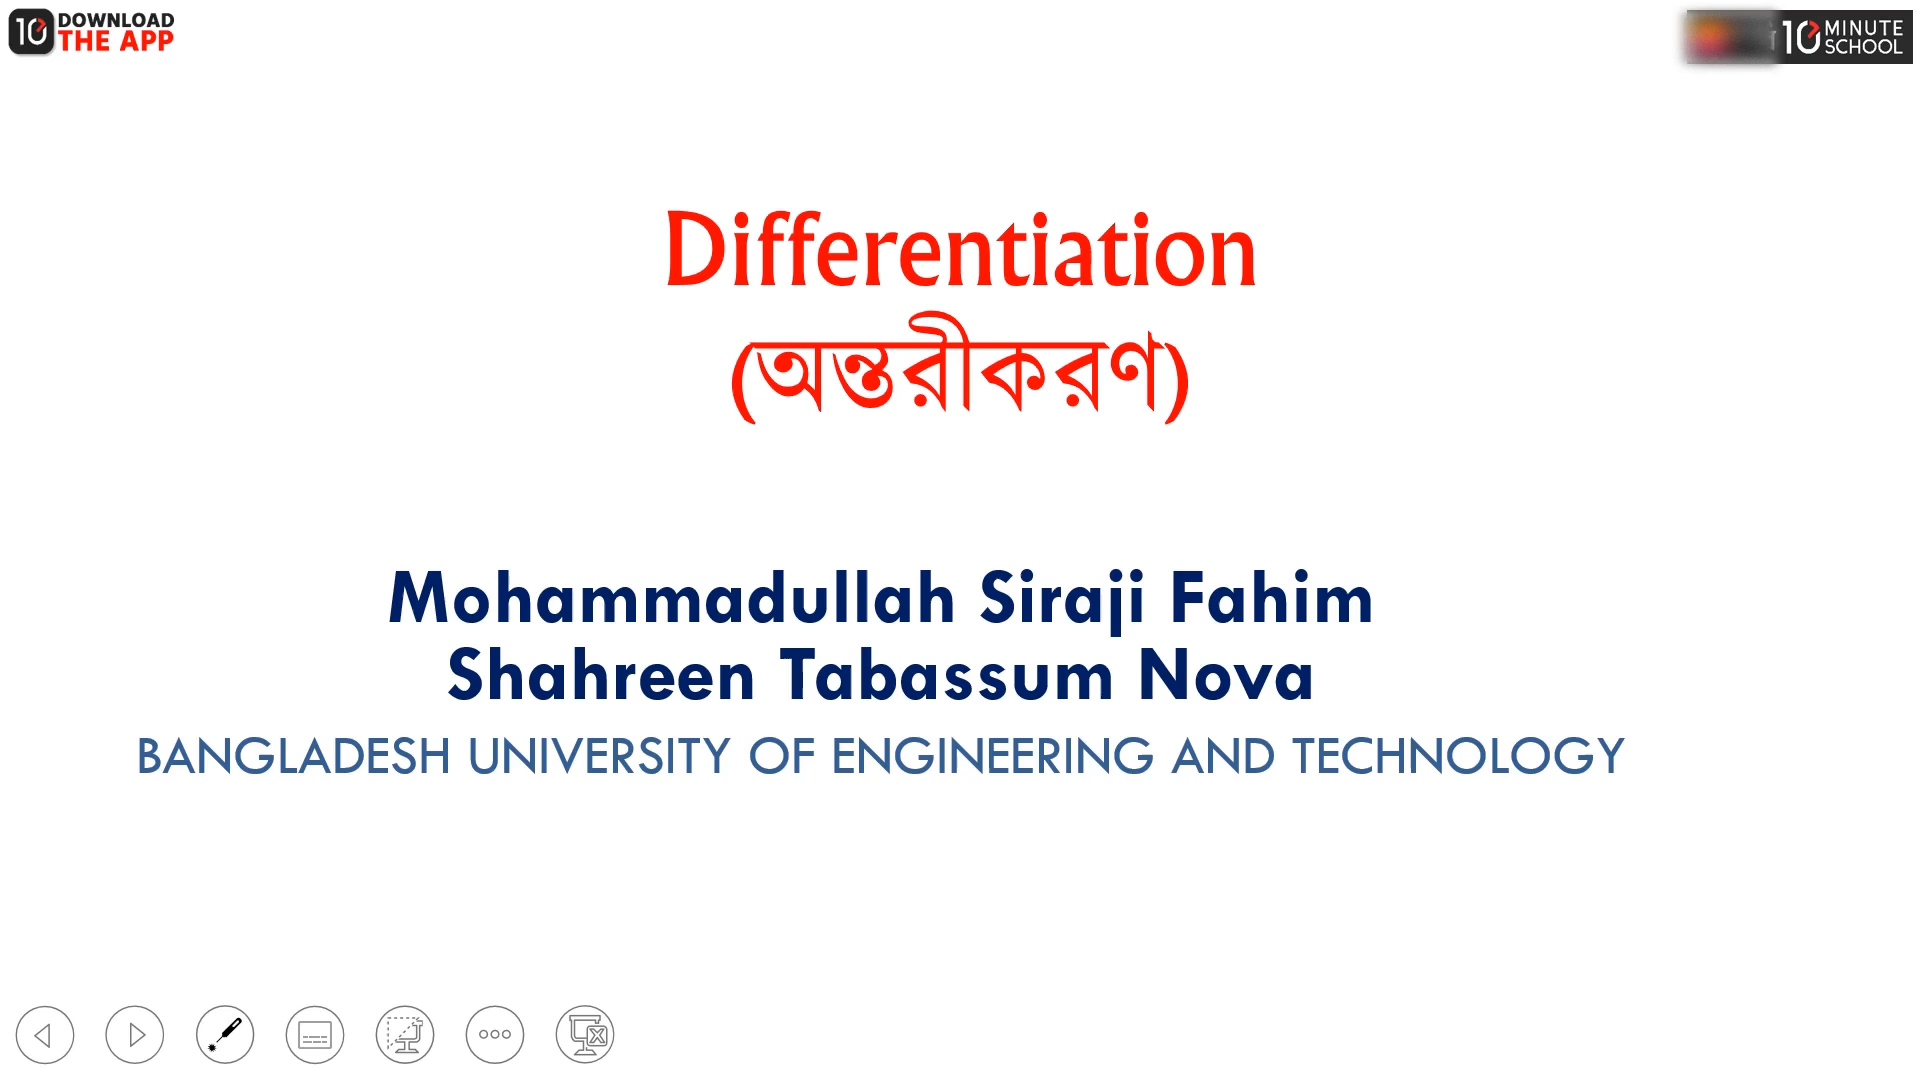 10 DOWNLOAD
THE APP
10 MINUTE
SCHOOL
Differentiation
(অন্তরীকরণ)
Mohammadullah Siraji Fahim
Shahreen Tabassum Nova
BANGLADESH UNIVERSITY OF ENGINEERING AND TECHNOLOGY